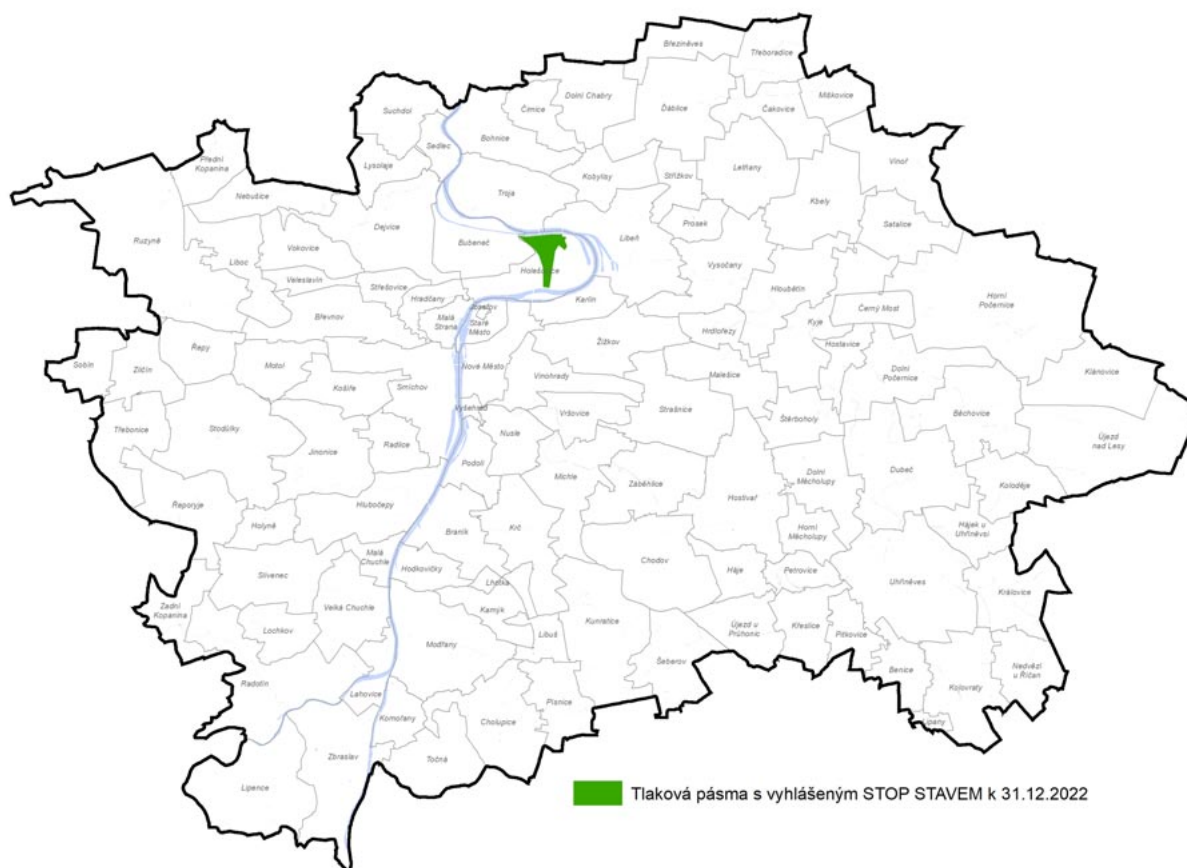 Březiněves
Třeboradice
Suchdol
Čimice
Dolní Chabry
Ďáblice
Čakovice
Miškovice
Sedlec
Bohnice
Přední
Kopanina
Lysolaje
Kobylisy
Střížkov
Letňany
Vinoř
Nebušice
Troja
Dejvice
Kbely
Ruzyně
Vokovice
Bubeneč
Libeň
Prosek
Satalice
Liboc
Vysočany
Veleslavín
Střešovice
Holešovice
Hloubětín
Horní
Počernice
Hradčany
Karlín
Břevnov
Malá
Strana
Josefov
Staré
Město
Černý Most
Kyje
Hrdlořezy
Hostavice
Žižkov
Řepy
Sobín
Zličín
Motol
Košíře
Smíchov
Nové Město
Vinohrady
Malešice
Dolní
Počernice
Klánovice
Vyšehrad
Vršovice
Strašnice
Štěrboholy
Běchovice
Třebonice
Stodůlky
Jinonice
Radlice
Nusle
Újezd
nad Lesy
Podolí
Michle
Záběhlice
Dolní
Měcholupy
Dubeč
Koloděje
Řeporyje
Hlubočepy
Hostivař
Holyně
Braník
Krč
Horní
Měcholupy
Hájek u
Uhříněvsi
Malá
Chuchle
Slivenec
Hodkovičky
Chodov
Háje
Petrovice
Uhříněves
Lhotka
Královice
Zadní
Kopanina
Velká Chuchle
Kamýk
Lochkov
Kunratice
Újezd u
Průhonic
Křeslice
Pitkovice
Libuš
Modřany
Šeberov
Benice
Nedvězí
u Říčan
Radotín
Lahovice
Kolovraty
Písnice
Komořany
Cholupice
Lipany
Zbraslav
Točná
Lipence
Tlaková pásma s vyhlášeným STOP STAVEM k 31.12.2022